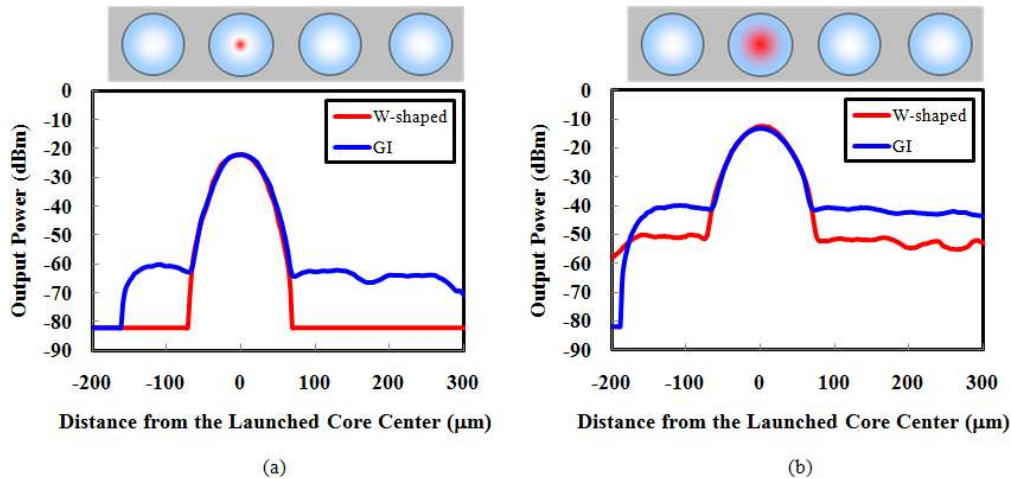 0
-10
-20
-30
-40
-50
-60
-70
-80
-90
Output Power (dBm)
W-shaped
GI
-200 -100 0 100 200 300
Distance from the Launched Core Center (μm)
(a)
0
-10
-20
-30
-40
-50
-60
-70
-80
-90
Output Power (dBm)
W-shaped
GI
-200 -100 0 100 200 300
Distance from the Launched Core Center (μm)
(b)